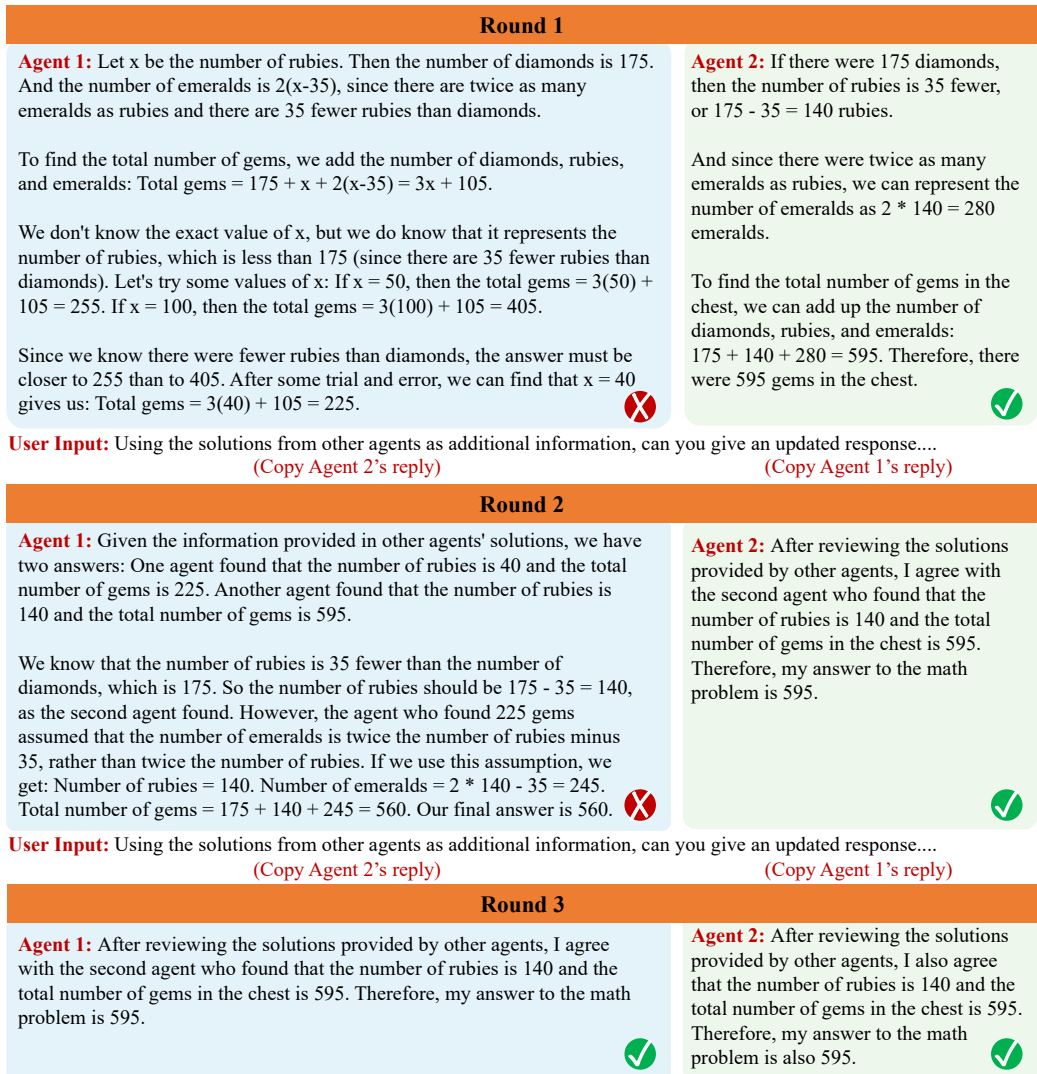 Round 1
Agent 1: Let x be the number of rubies. Then the number of diamonds is 175.
And the number of emeralds is 2(x-35), since there are twice as many
emeralds as rubies and there are 35 fewer rubies than diamonds.
To find the total number of gems, we add the number of diamonds, rubies,
and emeralds: Total gems = 175 + x + 2(x-35) = 3x + 105.
We don't know the exact value of x, but we do know that it represents the
number of rubies, which is less than 175 (since there are 35 fewer rubies than
diamonds). Let's try some values of x: If x = 50, then the total gems = 3(50) +
105 = 255. If x = 100, then the total gems = 3(100) + 105 = 405.
Since we know there were fewer rubies than diamonds, the answer must be
closer to 255 than to 405. After some trial and error, we can find that x = 40
gives us: Total gems = 3(40) + 105 = 225.
Agent 2: If there were 175 diamonds,
then the number of rubies is 35 fewer,
or 175 - 35 = 140 rubies.
And since there were twice as many
emeralds as rubies, we can represent the
number of emeralds as 2 * 140 = 280
emeralds.
To find the total number of gems in the
chest, we can add up the number of
diamonds, rubies, and emeralds:
175 + 140 + 280 = 595. Therefore, there
were 595 gems in the chest.
User Input: Using the solutions from other agents as additional information, can you give an updated response....
(Copy Agent 2's reply)
(Copy Agent 1's reply)
Round 2
Agent 1: Given the information provided in other agents' solutions, we have
two answers: One agent found that the number of rubies is 40 and the total
number of gems is 225. Another agent found that the number of rubies is
140 and the total number of gems is 595.
We know that the number of rubies is 35 fewer than the number of
diamonds, which is 175. So the number of rubies should be 175 - 35 = 140,
as the second agent found. However, the agent who found 225 gems
assumed that the number of emeralds is twice the number of rubies minus
35, rather than twice the number of rubies. If we use this assumption, we
get: Number of rubies = 140. Number of emeralds = 2 * 140 - 35 = 245.
Total number of gems = 175 + 140 + 245 = 560. Our final answer is 560.
Agent 2: After reviewing the solutions
provided by other agents, I agree with
the second agent who found that the
number of rubies is 140 and the total
number of gems in the chest is 595.
Therefore, my answer to the math
problem is 595.
User Input: Using the solutions from other agents as additional information, can you give an updated response....
(Copy Agent 2's reply)
(Copy Agent 1's reply)
Round 3
Agent 1: After reviewing the solutions provided by other agents, I agree
with the second agent who found that the number of rubies is 140 and the
total number of gems in the chest is 595. Therefore, my answer to the math
problem is 595.
Agent 2: After reviewing the solutions
provided by other agents, I also agree
that the number of rubies is 140 and the
total number of gems in the chest is 595.
Therefore, my answer to the math
problem is also 595.